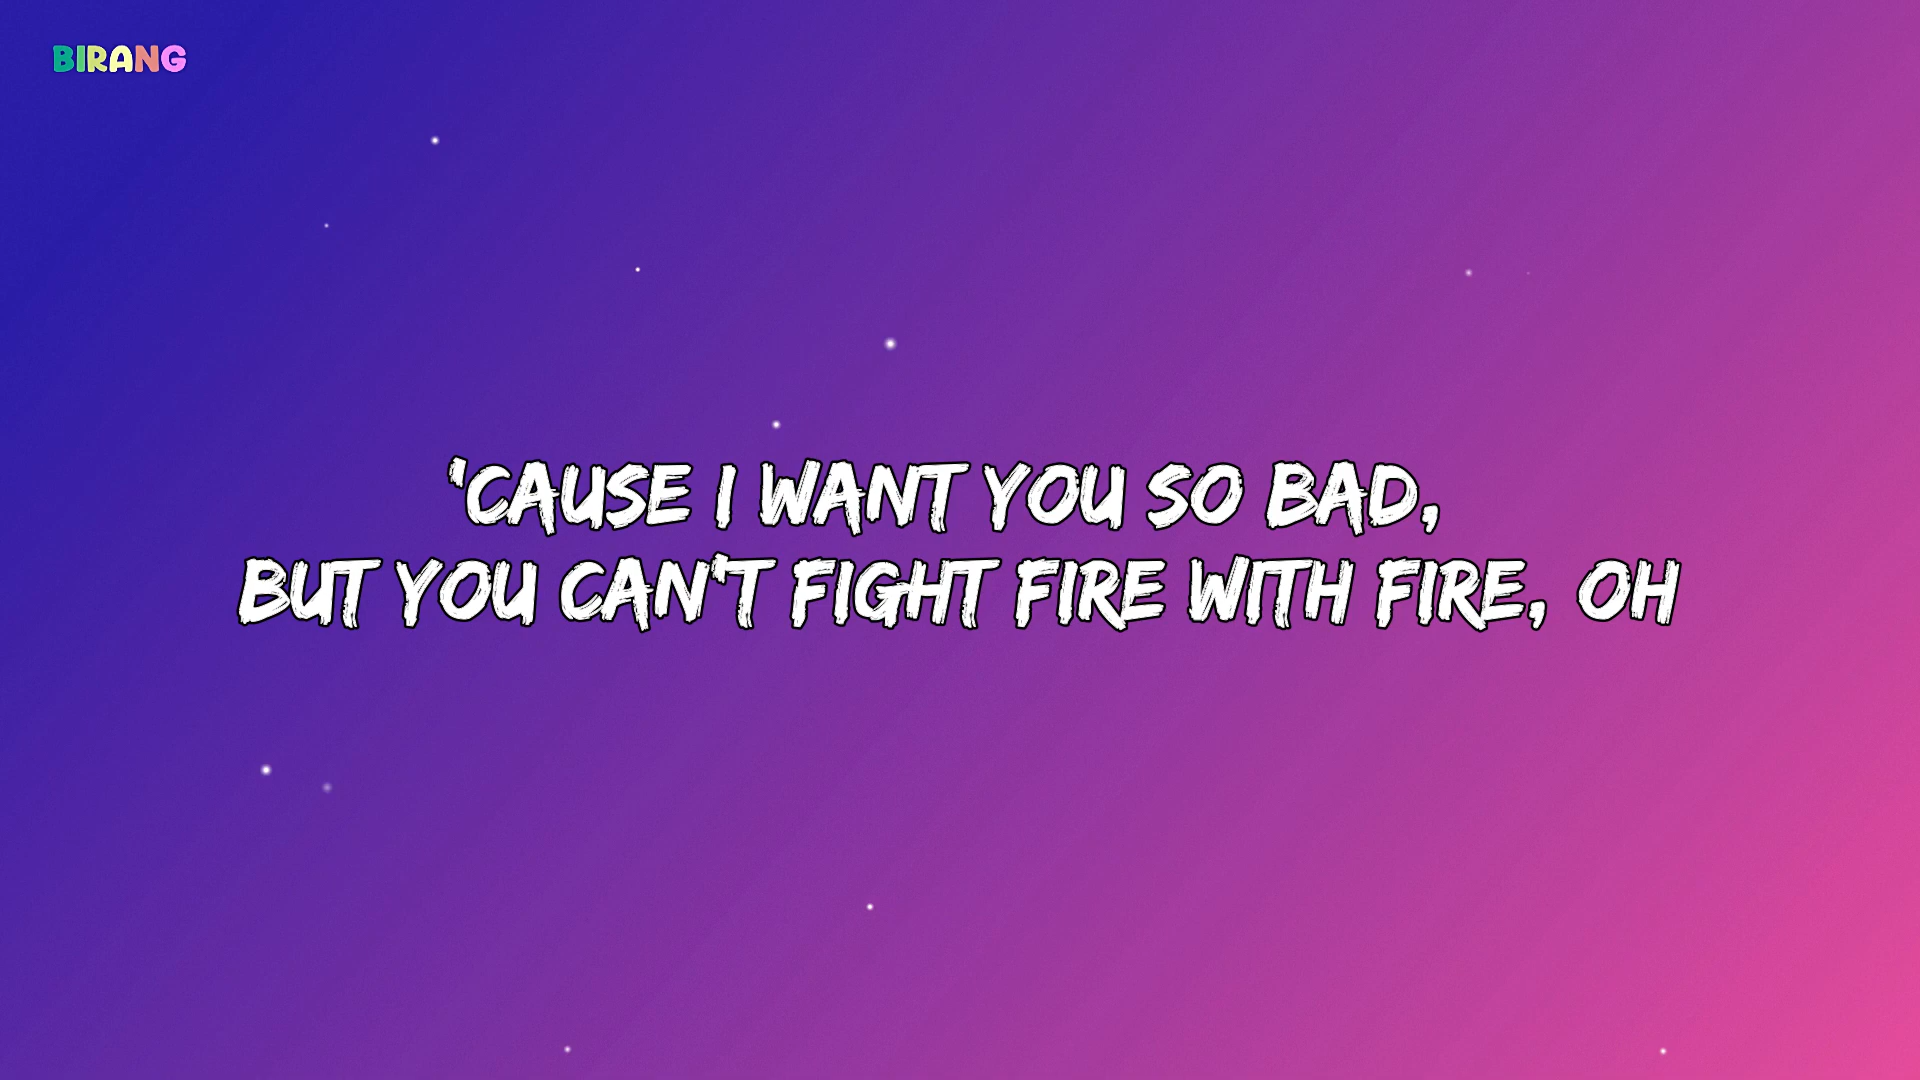 BIRANG
'CAUSE I WANT YOU SO BAD,
BUT YOU CAN'T FIGHT FIRE WITH FIRE, OH